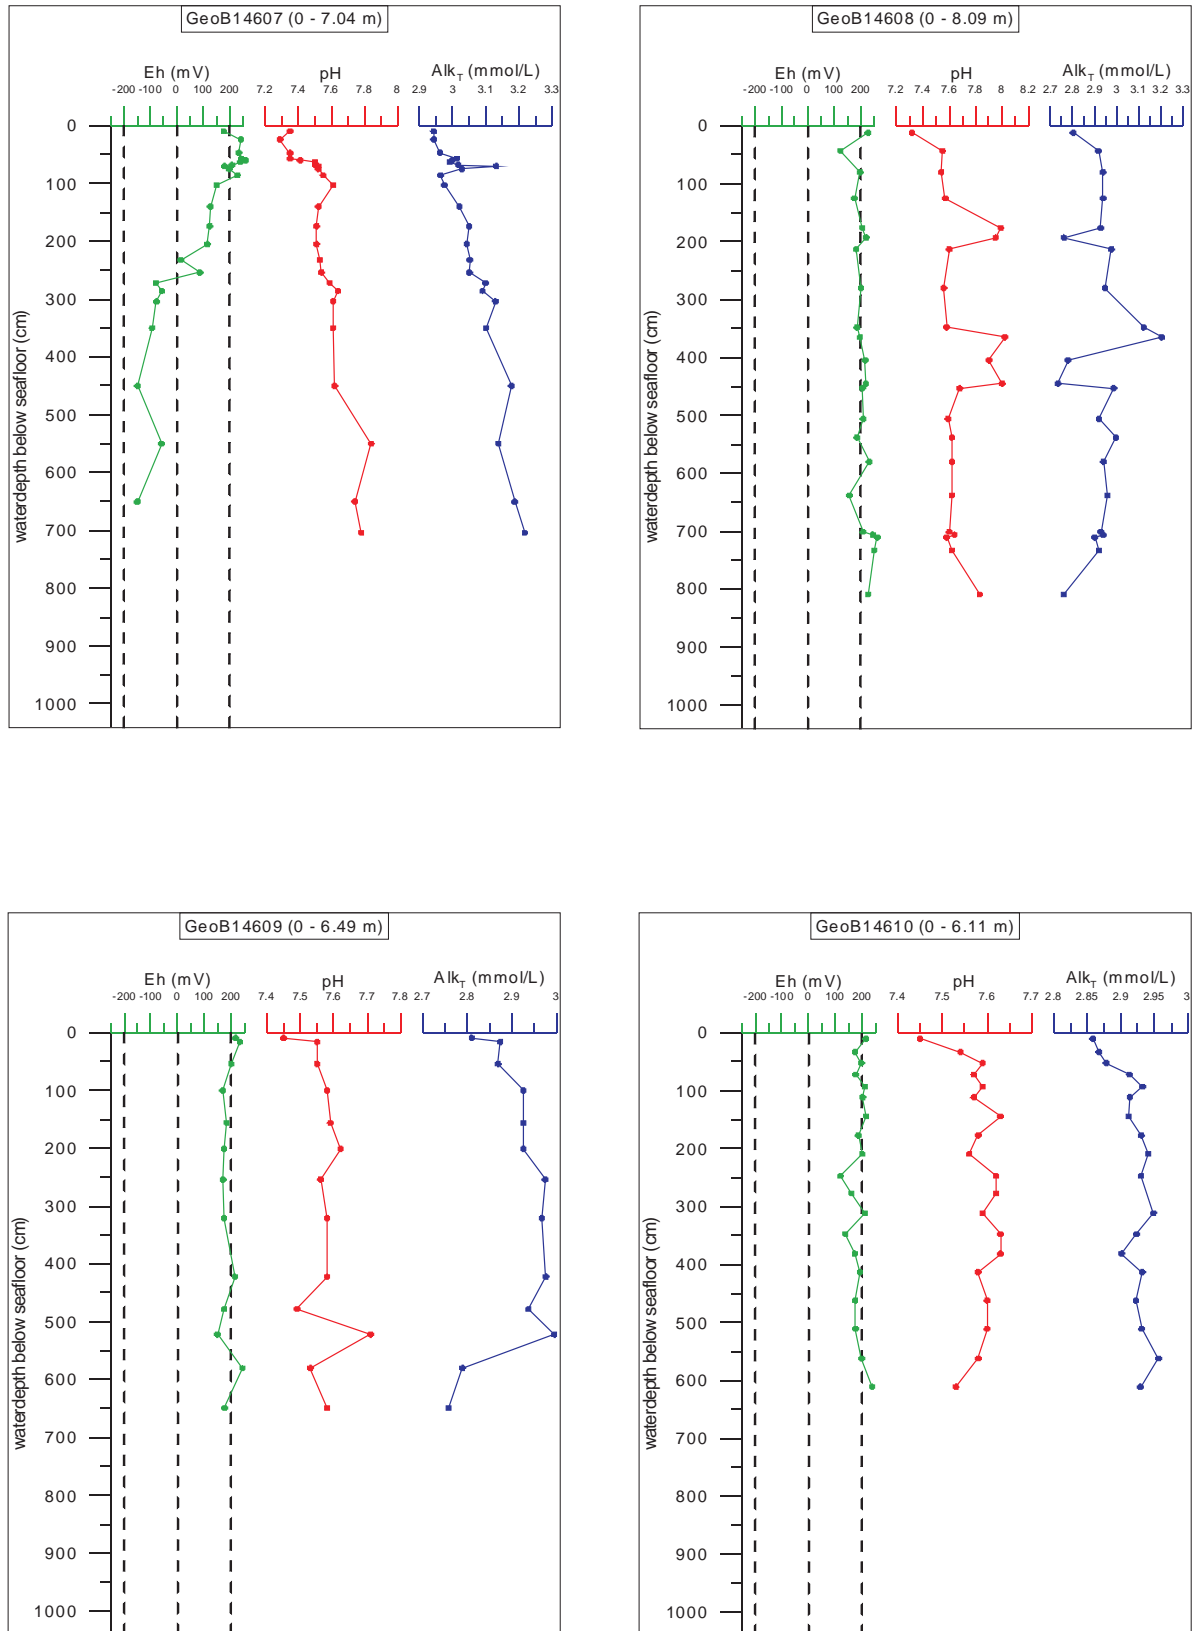 GeoB14607 (0 - 7.04 m)
Eh (mV) pH AlkT (mmol/L)
-200 -100 0 100 200 7.2 7.4 7.6 7.8 8 2.9 3 3.1 3.2 3.3
0
100
200
300
400
500
600
700
800
900
1000
waterdepth below seafloor (cm)
GeoB14608 (0 - 8.09 m)
Eh (mV) pH AlkT (mmol/L)
-200 -100 0 100 200 7.2 7.4 7.6 7.8 8 8.2 2.7 2.8 2.9 3 3.1 3.2 3.3
0
100
200
300
400
500
600
700
800
900
1000
waterdepth below seafloor (cm)
GeoB14609 (0 - 6.49 m)
Eh (mV) pH AlkT (mmol/L)
-200 -100 0 100 200 7.4 7.5 7.6 7.7 7.8 2.7 2.8 2.9 3
0
100
200
300
400
500
600
700
800
900
1000
waterdepth below seafloor (cm)
GeoB14610 (0 - 6.11 m)
Eh (mV) pH AlkT (mmol/L)
-200 -100 0 100 200 7.4 7.5 7.6 7.7 2.8 2.85 2.9 2.95 3
0
100
200
300
400
500
600
700
800
900
1000
waterdepth below seafloor (cm)